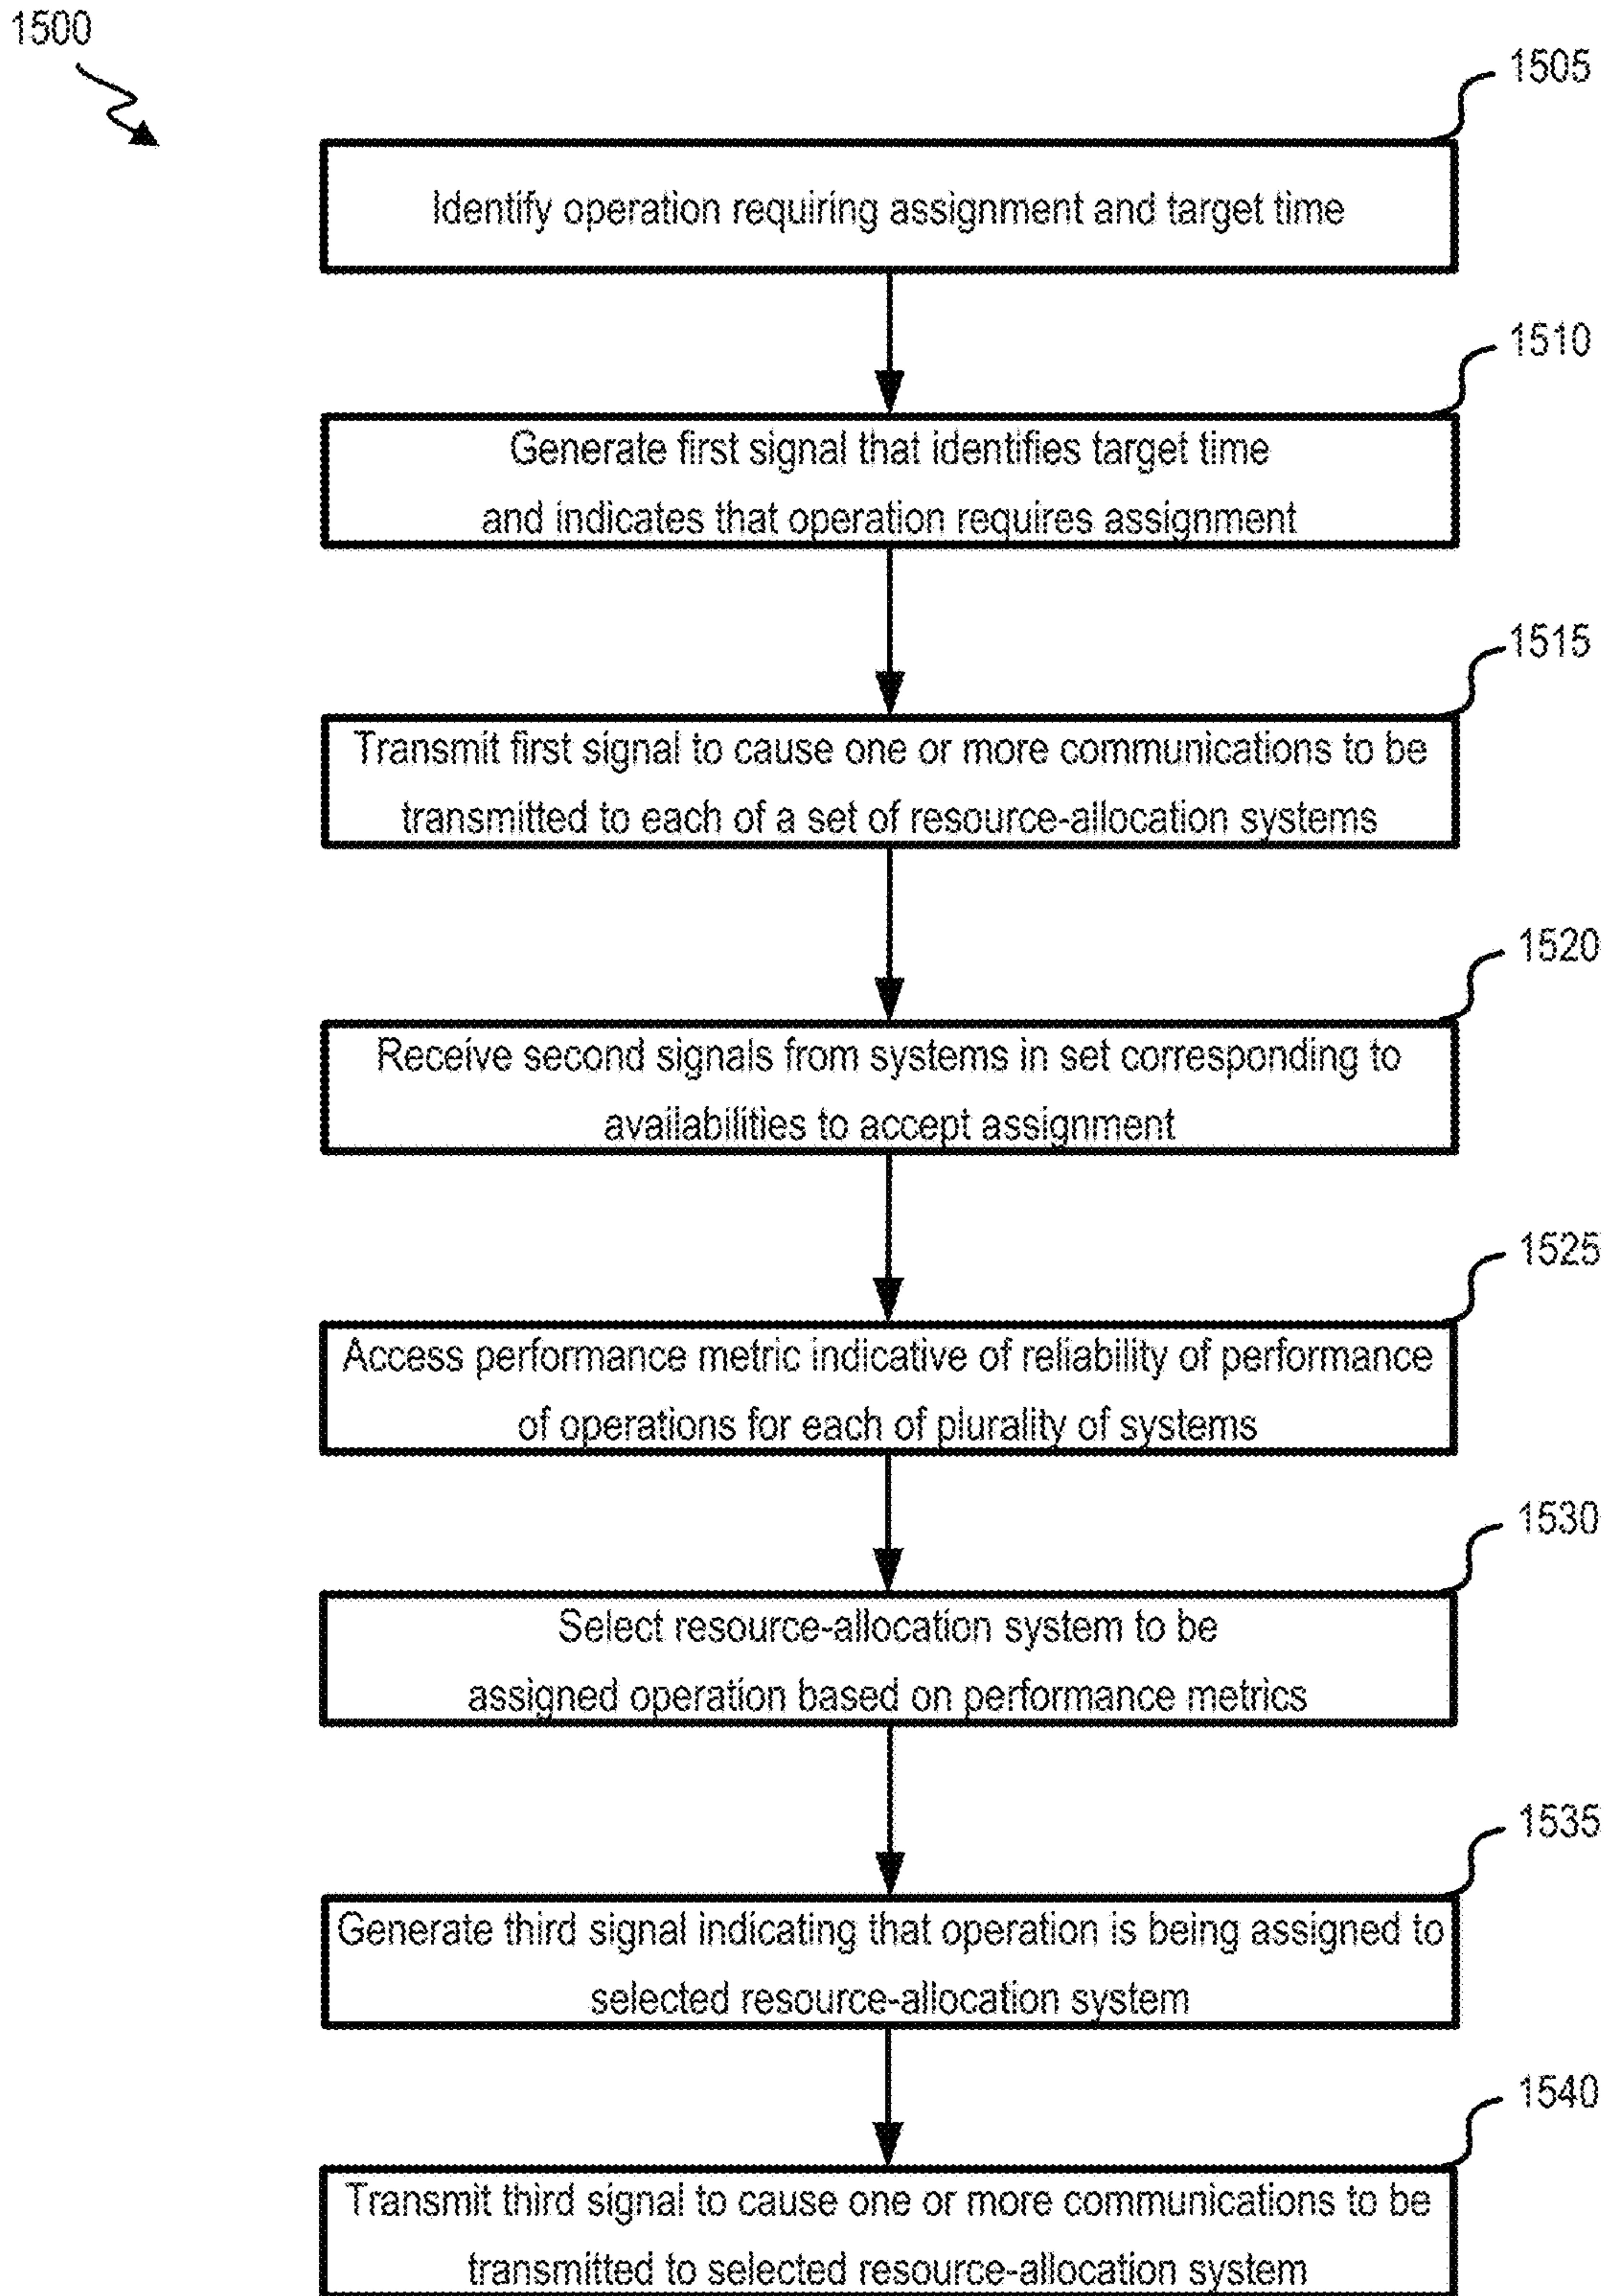 1500
1505
Identify operation requiring assignment and target time
1510
Generate first signal that identifies target time
and indicates that operation requires assignment
1515
Transmit first signal to cause one or more communications to be
transmitted to each of a set of resource-allocation systems
1520
Receive second signals from systems in set corresponding to
availabilities to accept assignment
1525
Access performance metric indicative of reliability of performance
of operations for each of plurality of systems
1530
Select resource-allocation system to be
assigned operation based on performance metrics
1535
Generate third signal indicating that operation is being assigned to
selected resource-allocation system
1540
Transmit third signal to cause one or more communications to be
transmitted to selected resource-allocation system